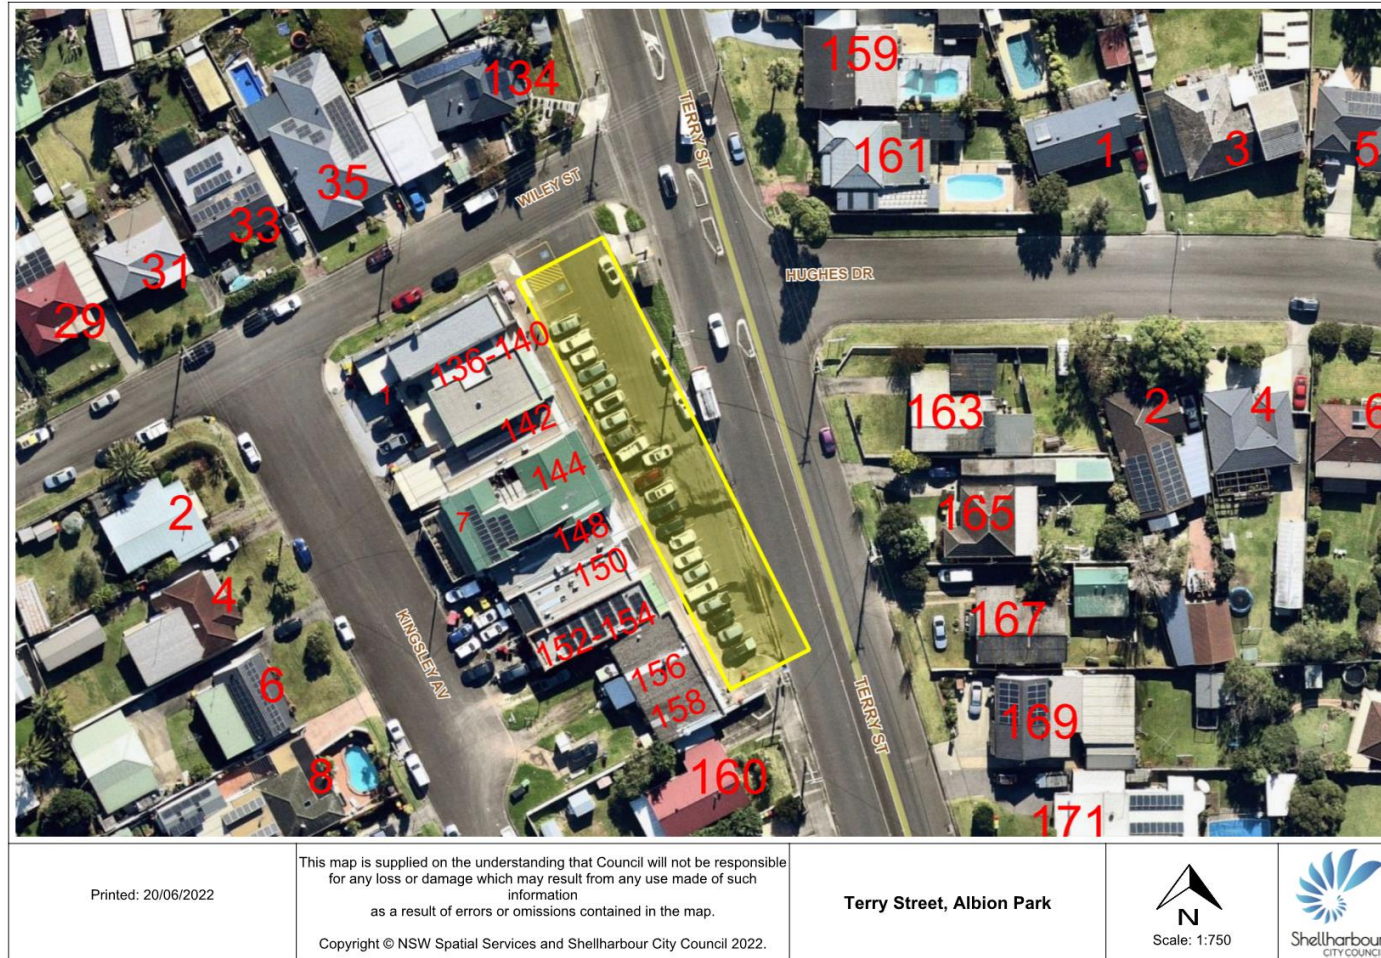 159
134
TERRY ST
161
1
3
5
35
WILEY ST
33
31
HUGHES DR
29
136-140
1
142
163
2
4
6
144
7
2
165
148
150
4
167
152-154
KINGSLEY AV
156
6
158
TERRY ST
169
160
8
171
Printed: 20/06/2022
This map is supplied on the understanding that Council will not be responsible
for any loss or damage which may result from any use made of such
information
as a result of errors or omissions contained in the map.
Copyright © NSW Spatial Services and Shellharbour City Council 2022.
Terry Street, Albion Park
N
Scale: 1:750
Shellharbour
CITY COUNCIL